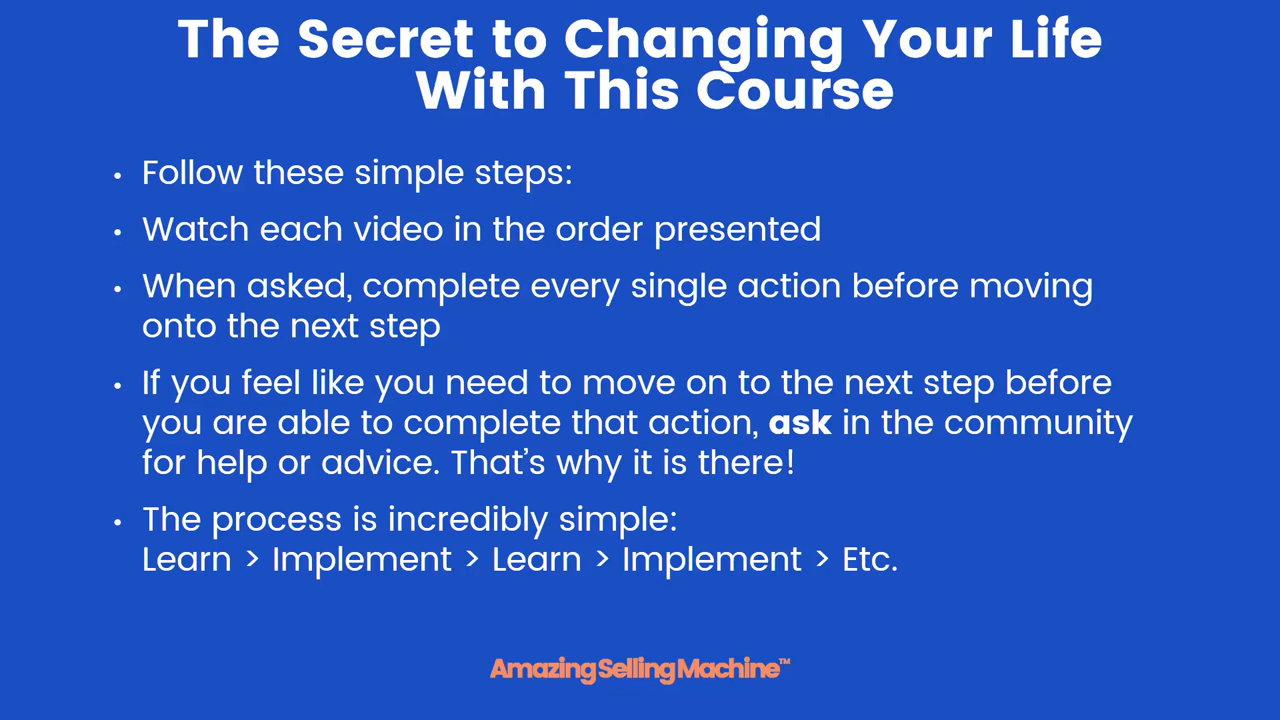 The Secret to Changing Your Life
With This Course
• Follow these simple steps:
• Watch each video in the order presented
• When asked, complete every single action before moving
onto the next step
• If you feel like you need to move on to the next step before
you are able to complete that action, ask in the community
for help or advice. That’s why it is there!
• The process is incredibly simple:
Learn > Implement > Learn > Implement > Etc.
Amazing Selling Machine™